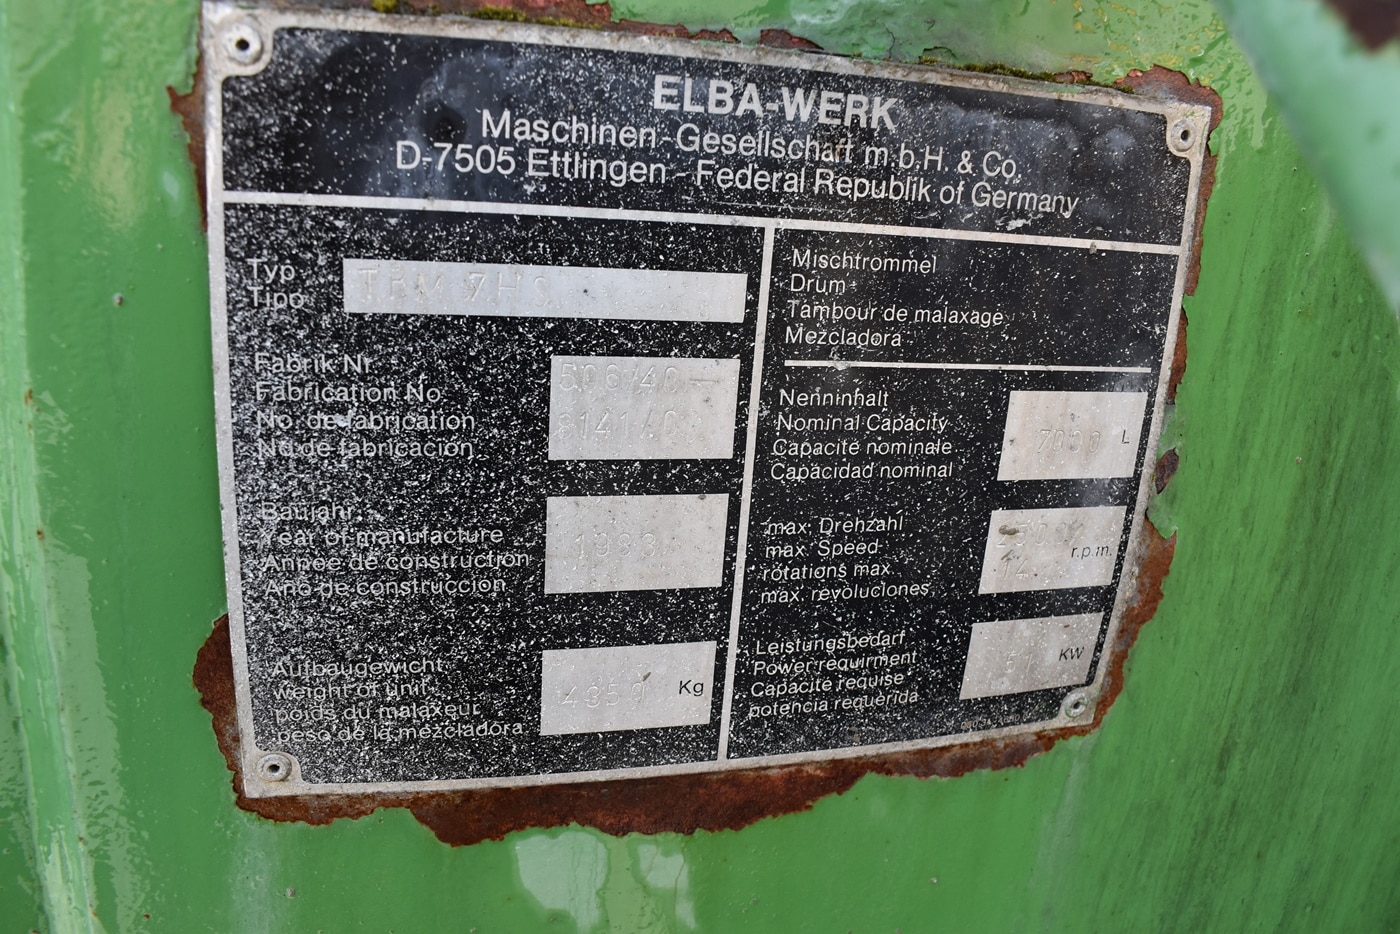 ELBA-WERK
Maschinen-Gesellschaft m.b.H. & Co.
D-7505 Ettlingen - Federal Republik of Germany
Typ
Tipo
Fabrik Nr
Fabrication No
No. de fabrication
No de fabricacion
Baujahr
Year of manufacture
Annee de construction
Ano de construccion
Aufbaugewicht
weight of unit
poids du malaxeur
peso de la mezcladora
Kg
Mischtrommel
Drum
Tambour de malaxage
Mezcladora
Nenninhalt
Nominal Capacity
Capacite nominale
Capacidad nominal
7000 L
max. Drehzahl
max. Speed
rotations max.
max. revoluciones
14
r.p.m.
Leistungsbedarf
Power requirment
Capacite requise
potencia requerida
51 KW